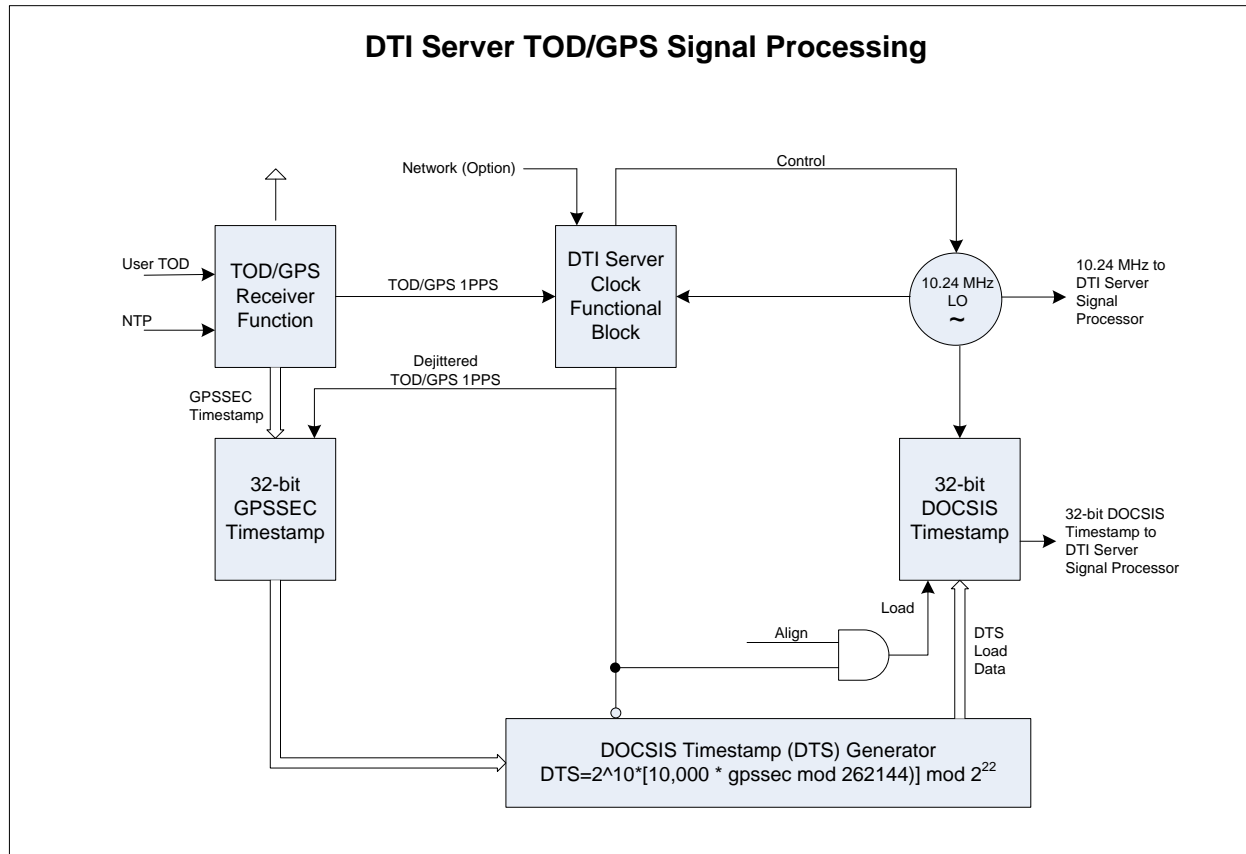 DTI Server TOD/GPS Signal Processing
Network (Option)
Control
User TOD
NTP
TOD/GPS
Receiver
Function
TOD/GPS 1PPS
DTI Server
Clock
Functional
Block
10.24 MHz
LO
~
10.24 MHz to
DTI Server
Signal
Processor
Dejittered
TOD/GPS 1PPS
GPSSEC
Timestamp
32-bit
GPSSEC
Timestamp
32-bit
DOCSIS
Timestamp
32-bit DOCSIS
Timestamp to
DTI Server
Signal Processor
Load
Align
DTS
Load
Data
DOCSIS Timestamp (DTS) Generator
DTS=2^10*[10,000 * gpssec mod 262144)] mod 2²²